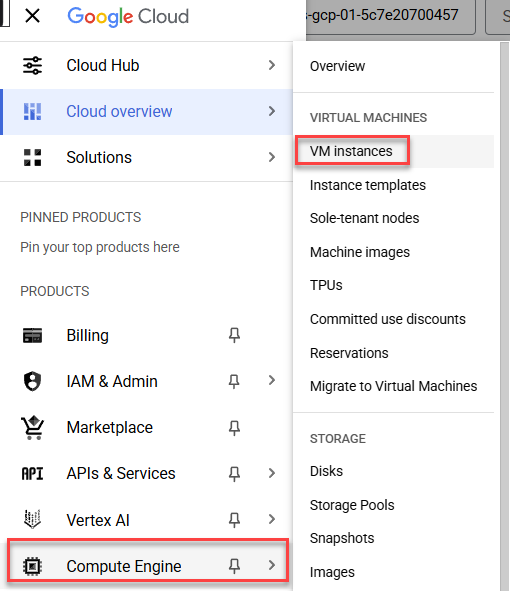 Google Cloud
s-gcp-01-5c7e20700457
S
Cloud Hub
Cloud overview
Solutions
PINNED PRODUCTS
Pin your top products here
PRODUCTS
Billing
IAM & Admin
Marketplace
API
APIs & Services
Vertex AI
Compute Engine
Overview
VIRTUAL MACHINES
VM instances
Instance templates
Sole-tenant nodes
Machine images
TPUs
Committed use discounts
Reservations
Migrate to Virtual Machines
STORAGE
Disks
Storage Pools
Snapshots
Images